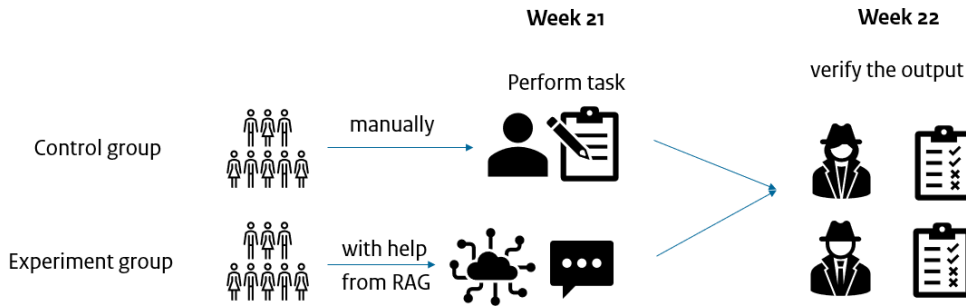 Week 21
Week 22
Perform task
verify the output
Control group
manually
Experiment group
with help
from RAG